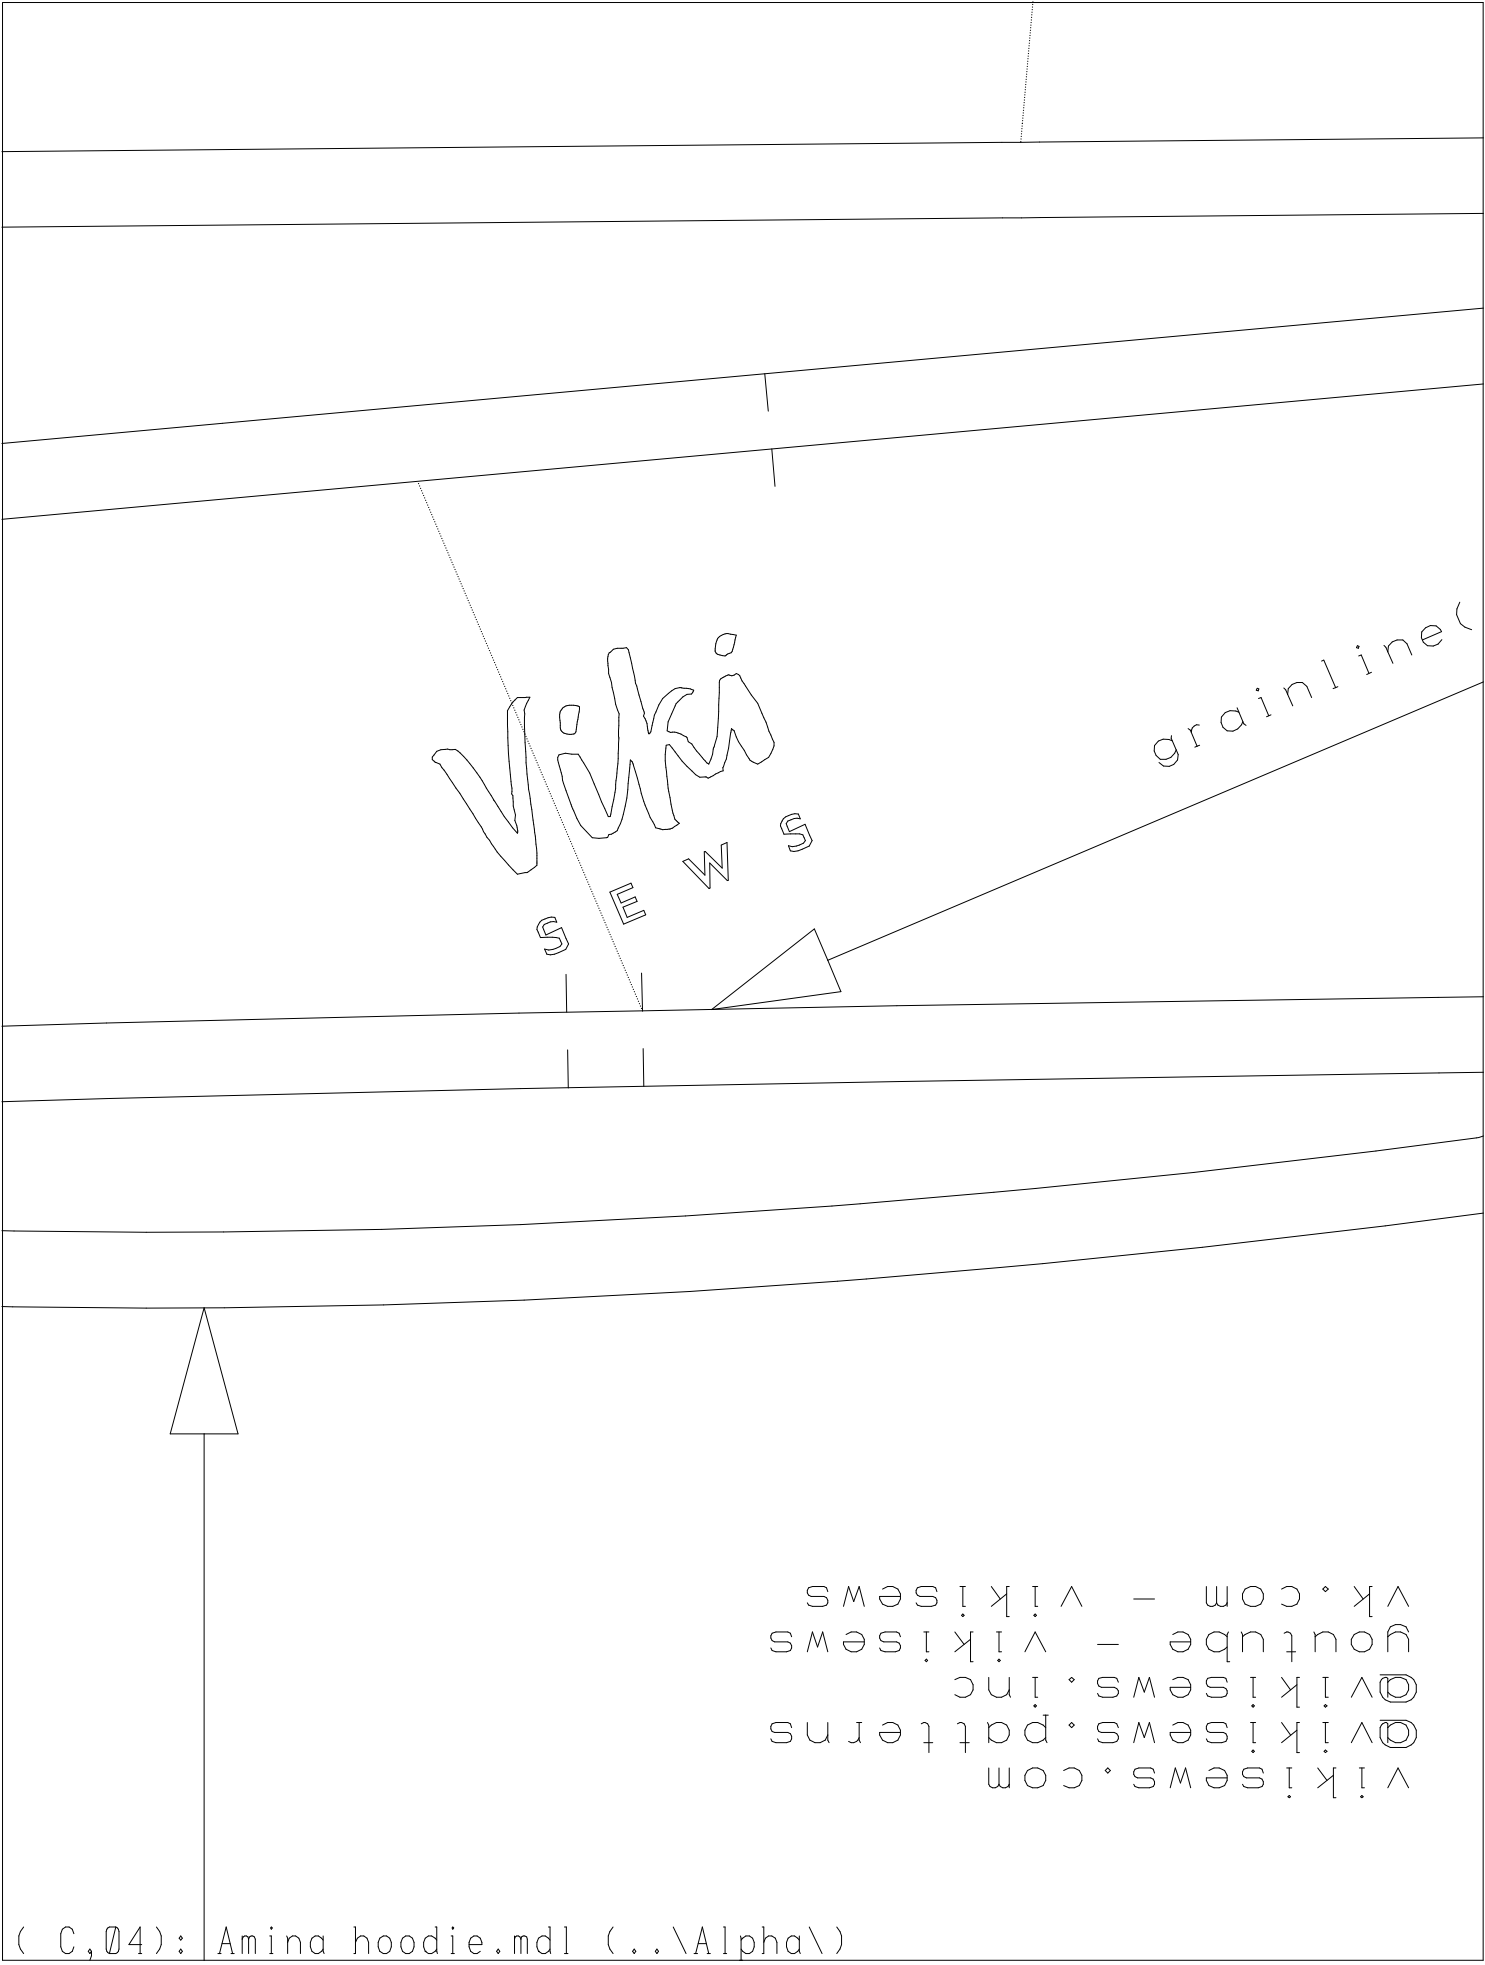 Viki
SEWS
grainline(
vikisews.com
@vikisews.patterns
@vikisews.inc
youtube - vikisews
vk.com - vikisews
( C,04): Amina hoodie.mdl (..\Alpha\)